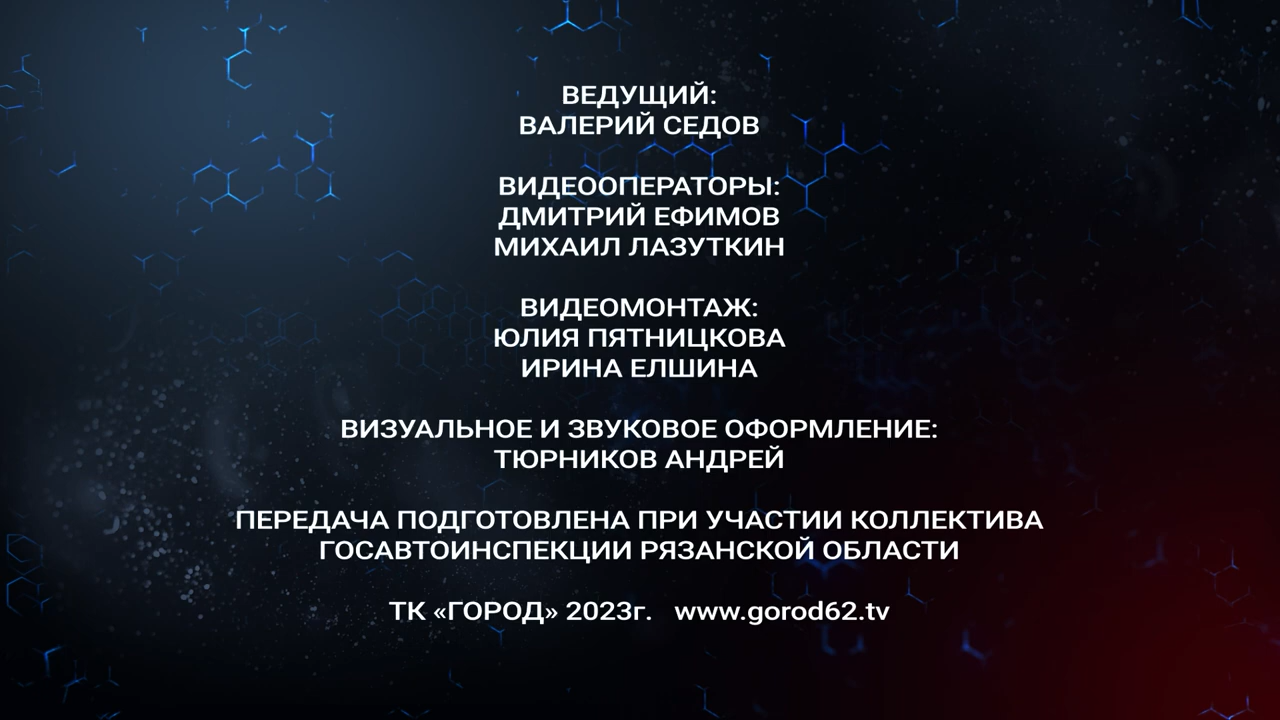 ВЕДУЩИЙ:
ВАЛЕРИЙ СЕДОВ
ВИДЕООПЕРАТОРЫ:
ДМИТРИЙ ЕФИМОВ
МИХАИЛ ЛАЗУТКИН
ВИДЕОМОНТАЖ:
ЮЛИЯ ПЯТНИЦКОВА
ИРИНА ЕЛШИНА
ВИЗУАЛЬНОЕ И ЗВУКОВОЕ ОФОРМЛЕНИЕ:
ТЮРНИКОВ АНДРЕЙ
ПЕРЕДАЧА ПОДГОТОВЛЕНА ПРИ УЧАСТИИ КОЛЛЕКТИВА
ГОСАВТОИНСПЕКЦИИ РЯЗАНСКОЙ ОБЛАСТИ
ТК «ГОРОД» 2023г. www.gorod62.tv